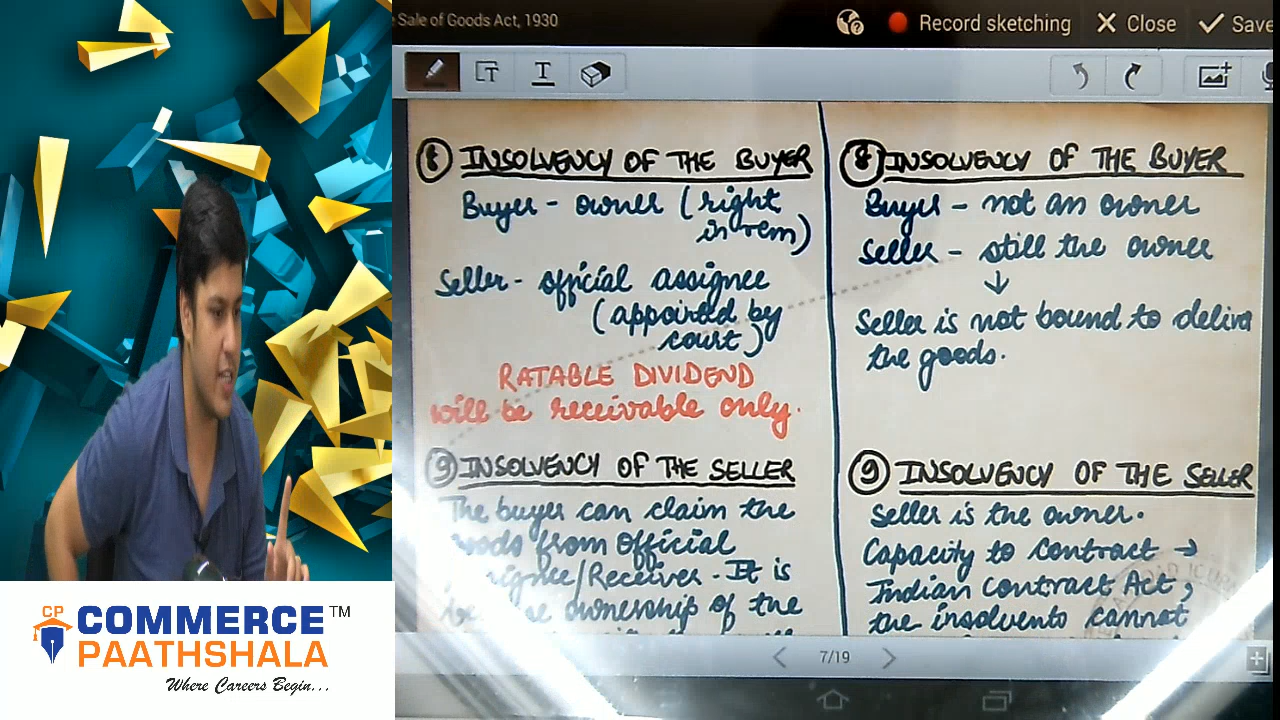 Sale of Goods Act, 1930
Record sketching
Close
Save
8 INSOLVENCY OF THE BUYER
Buyer - owner (right
in rem)
Seller - official assignee
(appointed by
court)
RATABLE DIVIDEND
will be receivable only.
9 INSOLVENCY OF THE SELLER
The buyer can claim the
from official
/Receiver. It is
ownership of the
8 INSOLVENCY OF THE BUYER
Buyer - not an owner
Seller - still the owner
↓
Seller is not bound to deliver
the goods.
9 INSOLVENCY OF THE SELLER
Seller is the owner.
Capacity to contract →
Indian Contract Act,
the insolvents cannot
7/19
CP
COMMERCE™
PAATHSHALA
Where Careers Begin...